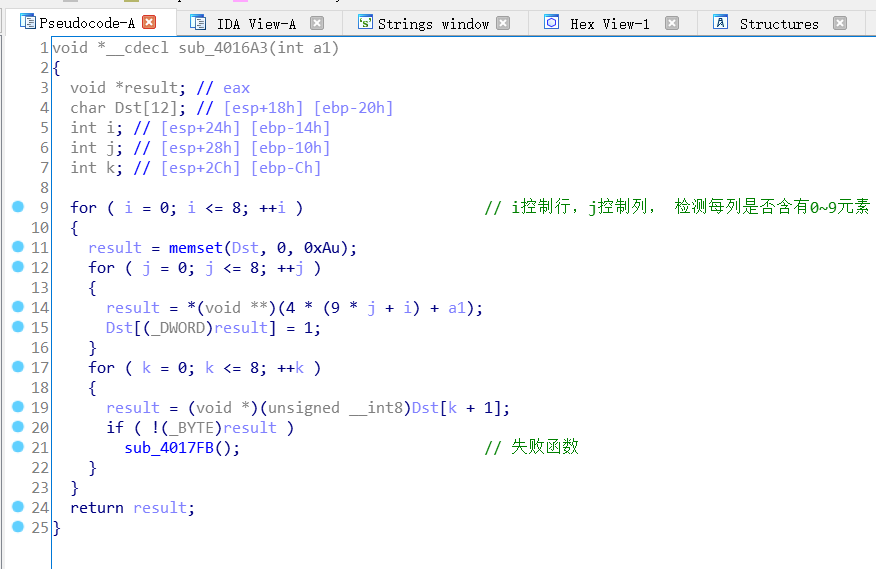 Pseudocode-A IDA View-A Strings window Hex View-1 Structures
1 void *__cdecl sub_4016A3(int a1)
2 {
3 void *result; // eax
4 char Dst[12]; // [esp+18h] [ebp-20h]
5 int i; // [esp+24h] [ebp-14h]
6 int j; // [esp+28h] [ebp-10h]
7 int k; // [esp+2Ch] [ebp-Ch]
8
9 for ( i = 0; i <= 8; ++i ) // i控制行，j控制列， 检测每列是否含有0~9元素
10 {
11 result = memset(Dst, 0, 0xAu);
12 for ( j = 0; j <= 8; ++j )
13 {
14 result = *(void **)(4 * (9 * j + i) + a1);
15 Dst[(_DWORD)result] = 1;
16 }
17 for ( k = 0; k <= 8; ++k )
18 {
19 result = (void *)(unsigned __int8)Dst[k + 1];
20 if ( !(_BYTE)result )
21 sub_4017FB(); // 失败函数
22 }
23 }
24 return result;
25 }